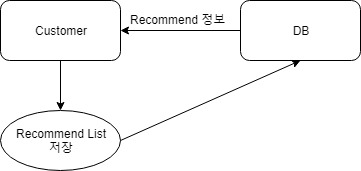 Recommend 정보
Customer
DB
Recommend List
저장